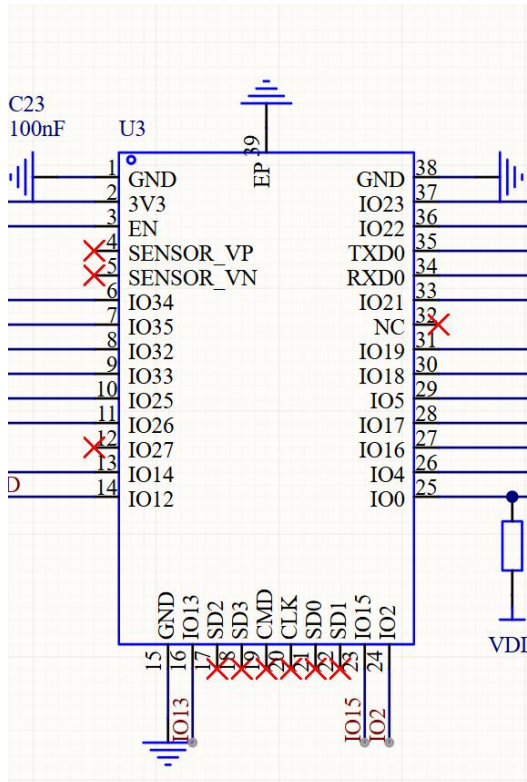 C23
100nF
U3
EP 39
1 GND
2 3V3
3 EN
4 SENSOR_VP
5 SENSOR_VN
6 IO34
7 IO35
8 IO32
9 IO33
10 IO25
11 IO26
12 IO27
13 IO14
14 IO12
D
GND 38
IO23 37
IO22 36
TXD0 35
RXD0 34
IO21 33
NC 32
IO19 31
IO18 30
IO5 29
IO17 28
IO16 27
IO4 26
IO0 25
VDD
15 GND
16 IO13
17 SD2
18 SD3
19 CMD
20 CLK
21 SD0
22 SD1
23 IO15
24 IO2
IO13
IO15
IO2